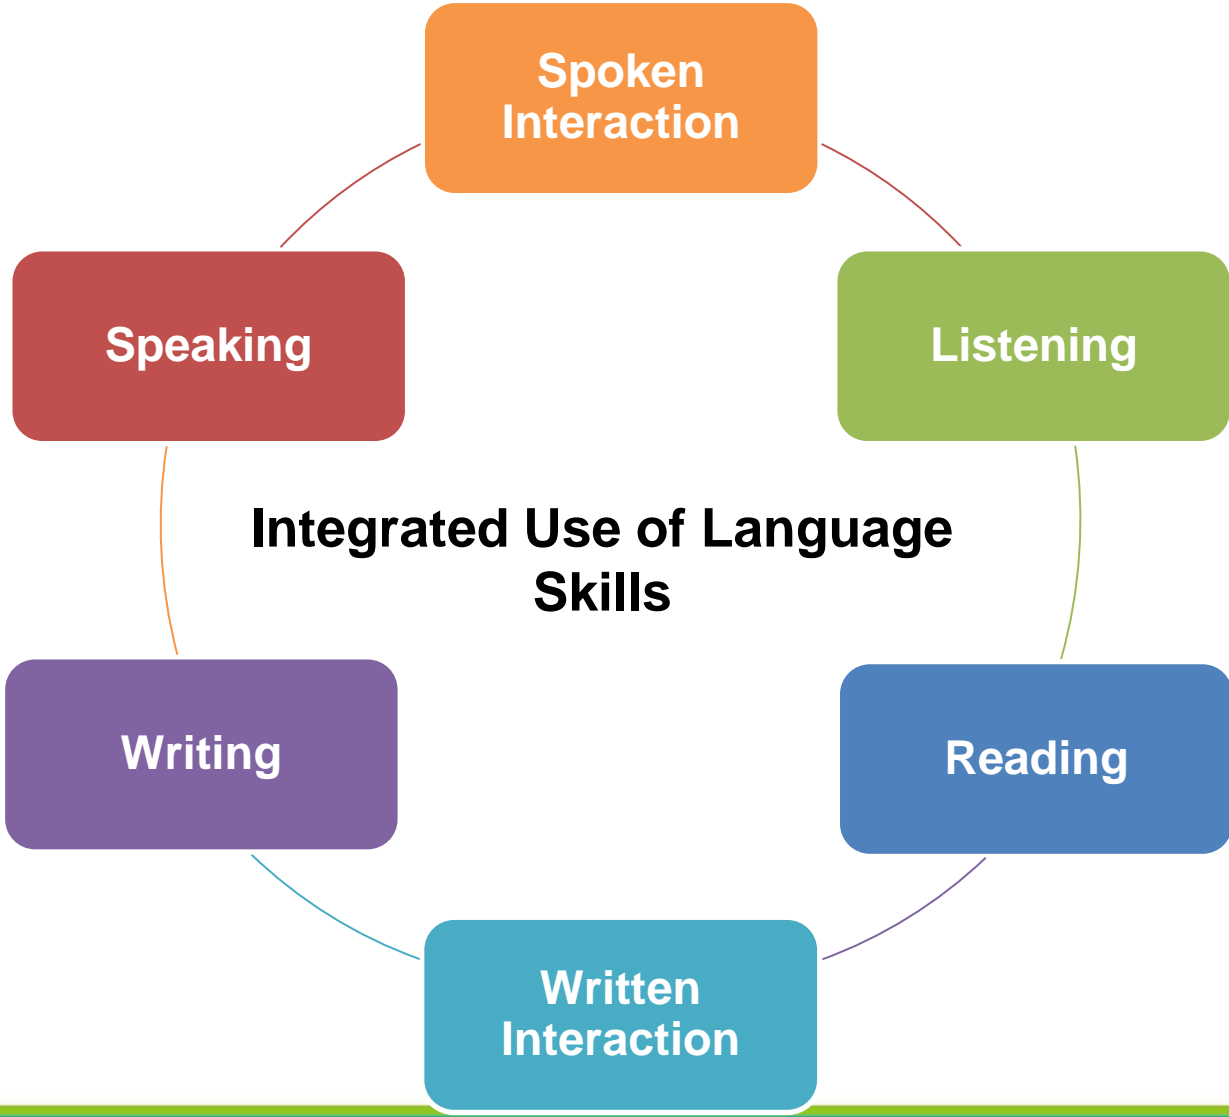 Spoken
Interaction
Speaking
Listening
Integrated Use of Language
Skills
Writing
Reading
Written
Interaction